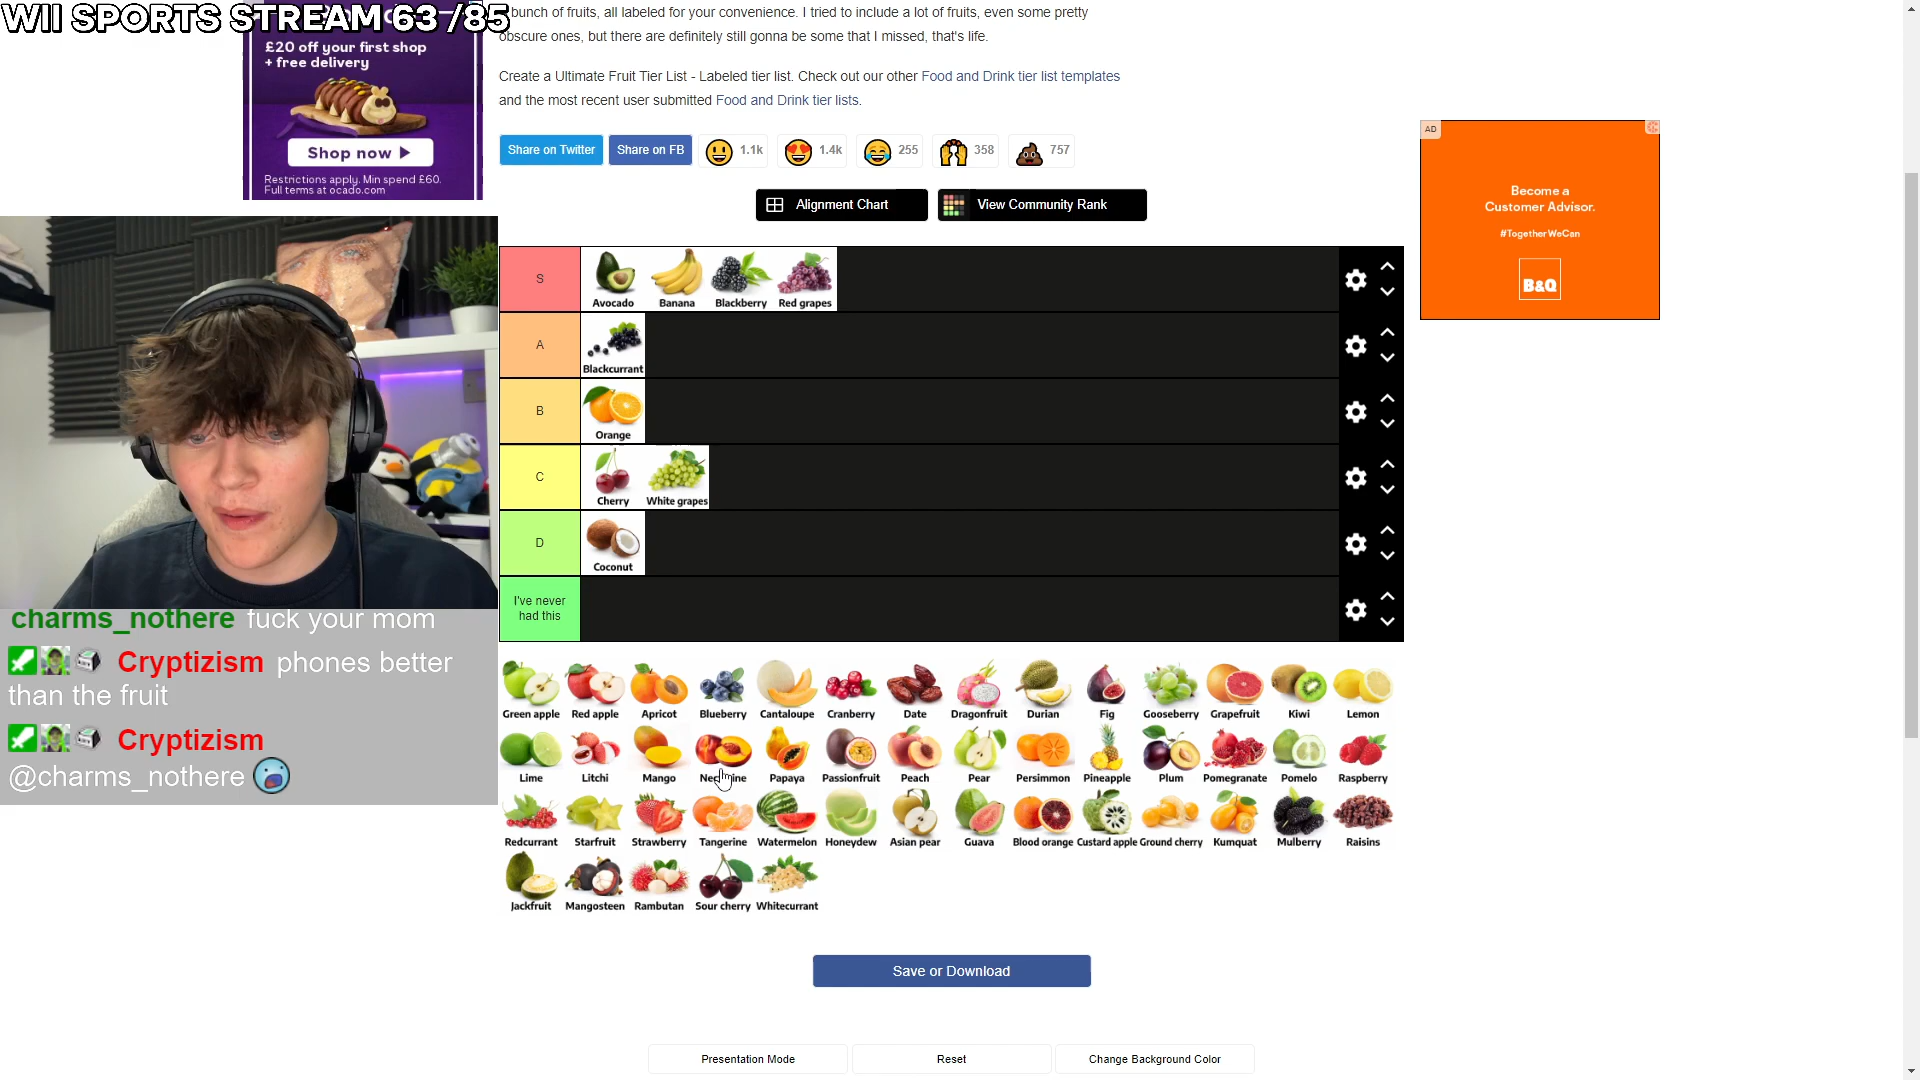 WII SPORTS STREAM 63 /85
bunch of fruits, all labeled for your convenience. I tried to include a lot of fruits, even some pretty
obscure ones, but there are definitely still gonna be some that I missed, that's life.
£20 off your first shop
+ free delivery
Shop now
Restrictions apply. Min spend £60.
Full terms at ocado.com
Create a Ultimate Fruit Tier List - Labeled tier list. Check out our other Food and Drink tier list templates
and the most recent user submitted Food and Drink tier lists.
Share on Twitter
Share on FB
1.1k
1.4k
255
358
757
Alignment Chart
View Community Rank
AD
Become a
Customer Advisor.
#TogetherWeCan
B&Q
S
Avocado
Banana
Blackberry
Red grapes
A
Blackcurrant
B
Orange
C
Cherry
White grapes
D
Coconut
I've never
had this
charms_nothere fuck your mom
Cryptizism phones better
than the fruit
Cryptizism
@charms_nothere
Green apple
Red apple
Apricot
Blueberry
Cantaloupe
Cranberry
Date
Dragonfruit
Durian
Fig
Gooseberry
Grapefruit
Kiwi
Lemon
Lime
Litchi
Mango
Papaya
Passionfruit
Peach
Pear
Persimmon
Pineapple
Plum
Pomegranate
Pomelo
Raspberry
Redcurrant
Starfruit
Strawberry
Tangerine
Watermelon
Honeydew
Asian pear
Guava
Blood orange
Custard apple
Ground cherry
Kumquat
Mulberry
Raisins
Jackfruit
Mangosteen
Rambutan
Sour cherry
Whitecurrant
Save or Download
Presentation Mode
Reset
Change Background Color